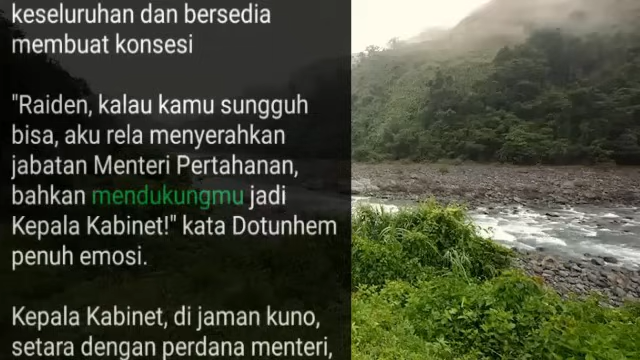 keseluruhan dan bersedia
membuat konsesi
"Raiden, kalau kamu sungguh
bisa, aku rela menyerahkan
jabatan Menteri Pertahanan,
bahkan mendukungmu jadi
Kepala Kabinet!" kata Dotunhem
penuh emosi.
Kepala Kabinet, di jaman kuno,
setara dengan perdana menteri,